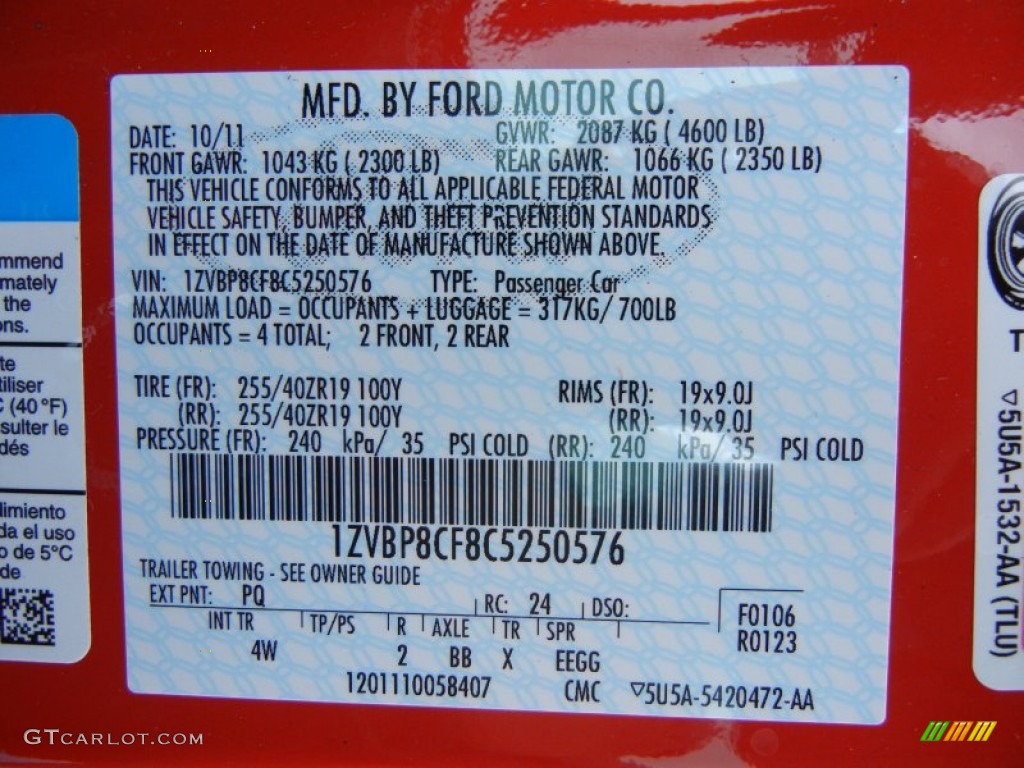 MFD. BY FORD MOTOR CO.
DATE: 10/11 GVWR: 2087 KG ( 4600 LB)
FRONT GAWR: 1043 KG ( 2300 LB) REAR GAWR: 1066 KG ( 2350 LB)
THIS VEHICLE CONFORMS TO ALL APPLICABLE FEDERAL MOTOR
VEHICLE SAFETY, BUMPER, AND THEFT PREVENTION STANDARDS
IN EFFECT ON THE DATE OF MANUFACTURE SHOWN ABOVE.
VIN: 1ZVBP8CF8C5250576 TYPE: Passenger Car
MAXIMUM LOAD = OCCUPANTS + LUGGAGE = 317KG/ 700LB
OCCUPANTS = 4 TOTAL; 2 FRONT, 2 REAR
TIRE (FR): 255/40ZR19 100Y RIMS (FR): 19x9.0J
(RR): 255/40ZR19 100Y (RR): 19x9.0J
PRESSURE (FR): 240 kPa/ 35 PSI COLD (RR): 240 kPa/ 35 PSI COLD
1ZVBP8CF8C5250576
TRAILER TOWING - SEE OWNER GUIDE
EXT PNT: PQ RC: 24 DSO: F0106
R0123
INT TR TP/PS R AXLE TR SPR
4W 2 BB X EEGG
1201110058407 CMC ▽5U5A-5420472-AA
mmend
mately
the
ons.
te
tiliser
C (40 °F)
sulter le
dés
dimiento
da el uso
o de 5°C
de
T
▽5U5A-1532-AA (TLU)
GTCARLOT.COM